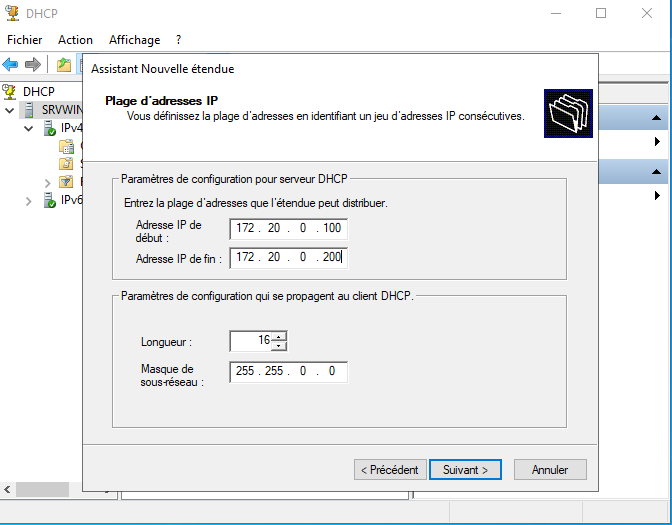 DHCP
Fichier Action Affichage ?
DHCP
SRVWIN
IPv4
IPv6
Assistant Nouvelle étendue
Plage d'adresses IP
Vous définissez la plage d'adresses en identifiant un jeu d'adresses IP consécutives.
Paramètres de configuration pour serveur DHCP
Entrez la plage d'adresses que l'étendue peut distribuer.
Adresse IP de
début :
172 . 20 . 0 . 100
Adresse IP de fin :
172 . 20 . 0 . 200
Paramètres de configuration qui se propagent au client DHCP.
Longueur :
16
Masque de
sous-réseau :
255 . 255 . 0 . 0
< Précédent
Suivant >
Annuler